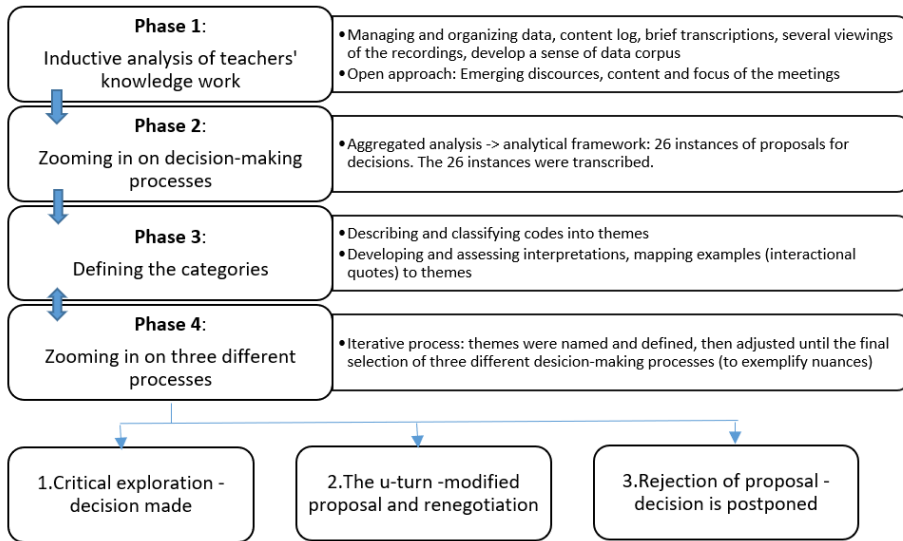 Phase 1:
Inductive analysis of teachers'
knowledge work
•Managing and organizing data, content log, brief transcriptions, several viewings
of the recordings, develop a sense of data corpus
•Open approach: Emerging discources, content and focus of the meetings
Phase 2:
Zooming in on decision-making
processes
•Aggregated analysis -> analytical framework: 26 instances of proposals for
decisions. The 26 instances were transcribed.
Phase 3:
Defining the categories
•Describing and classifying codes into themes
•Developing and assessing interpretations, mapping examples (interactional
quotes) to themes
Phase 4:
Zooming in on three different
processes
•Iterative process: themes were named and defined, then adjusted until the final
selection of three different desicion-making processes (to exemplify nuances)
1.Critical exploration -
decision made
2.The u-turn -modified
proposal and renegotiation
3.Rejection of proposal -
decision is postponed